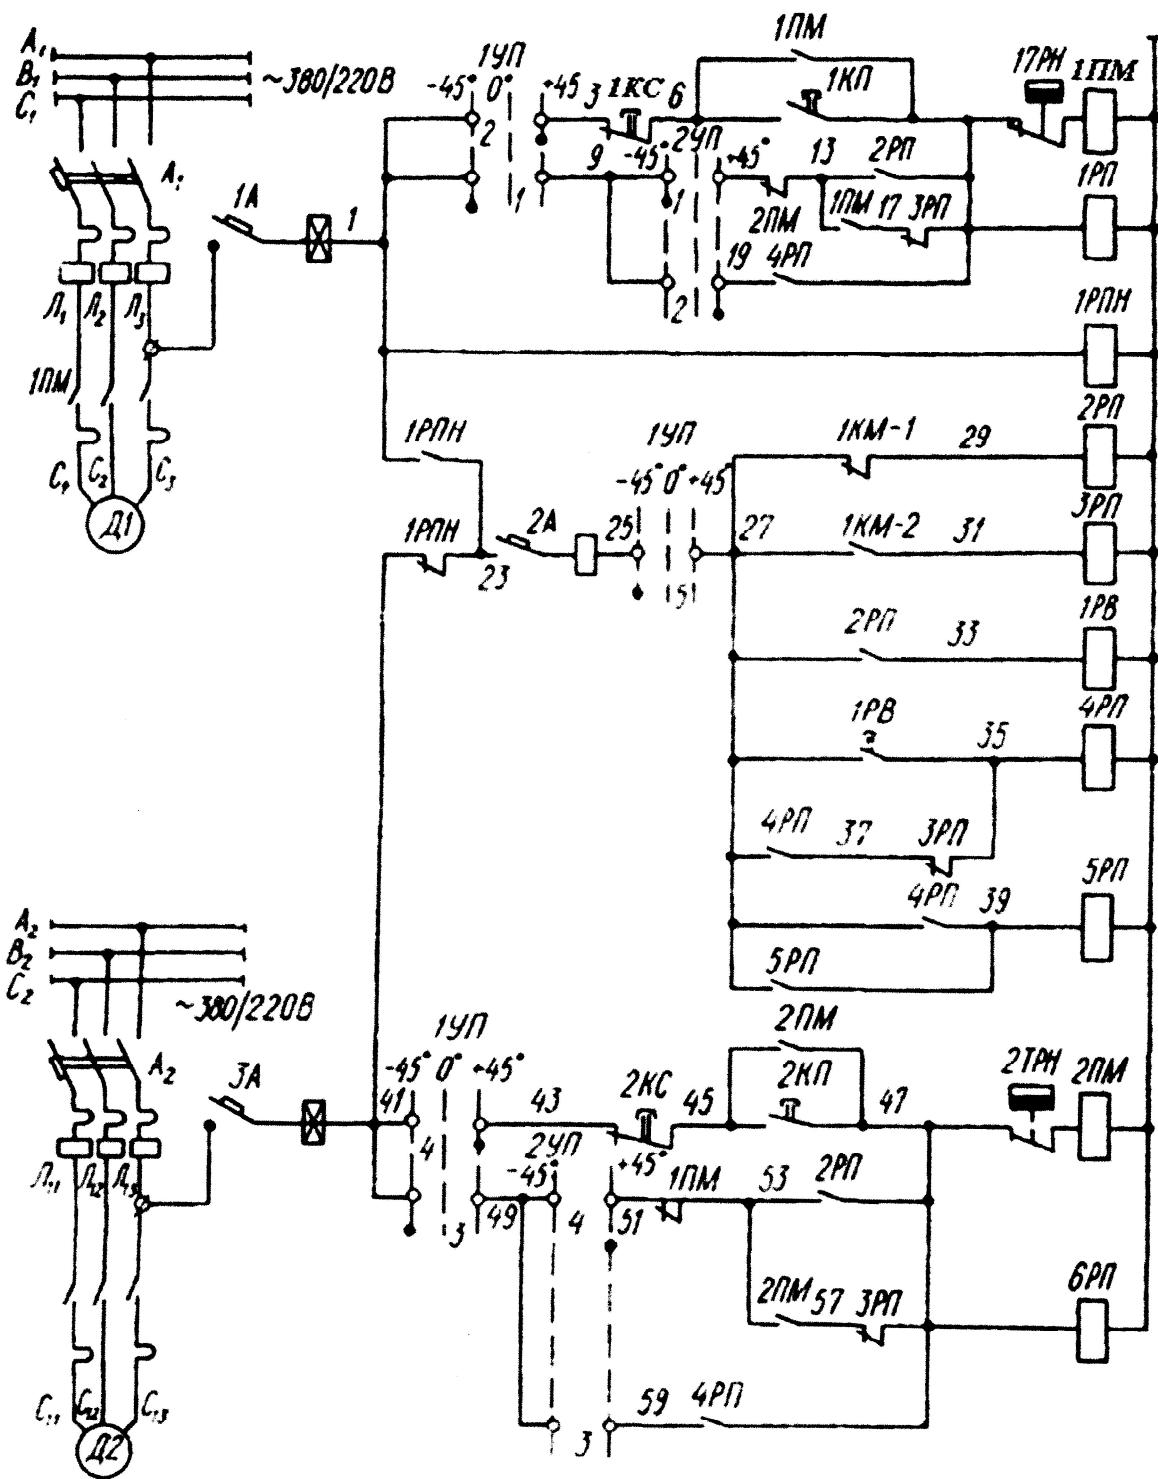 A₁
B₁
C₁
~380/220В
A₁
1А
1
Л₁ Л₂ Л₃
1ПМ
C₁ C₂ C₃
Д1
1УП
-45° 0° +45
2
1
3 1КС 6
1ПМ
1КП
17РН 1ПМ
9
-45° 2УП +45°
1
2
13 2РП
2ПМ
1ПМ 17 3РП
19 4РП
1РП
1РПН
2РП
1РПН
1УП
-45° 0° +45°
1КМ-1 29
3РП
1РПН
23
2А
25
5
27
1КМ-2 31
1РВ
2РП 33
4РП
1РВ
35
4РП 37 3РП
5РП
4РП 39
5РП
A₂
B₂
C₂
~380/220В
A₂
3А
Л₁₁ Л₁₂ Л₁₃
C₁₁ C₁₂ C₁₃
Д2
1УП
-45° 0° +45°
41
4
3
43
2КС 45
2ПМ
2КП
47
2ТРН 2ПМ
49
2УП
-45° +45°
4
51
1ПМ 53 2РП
2ПМ 57 3РП
6РП
59 4РП
3